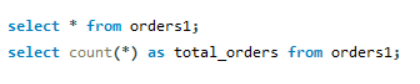 select * from orders1;
select count(*) as total_orders from orders1;